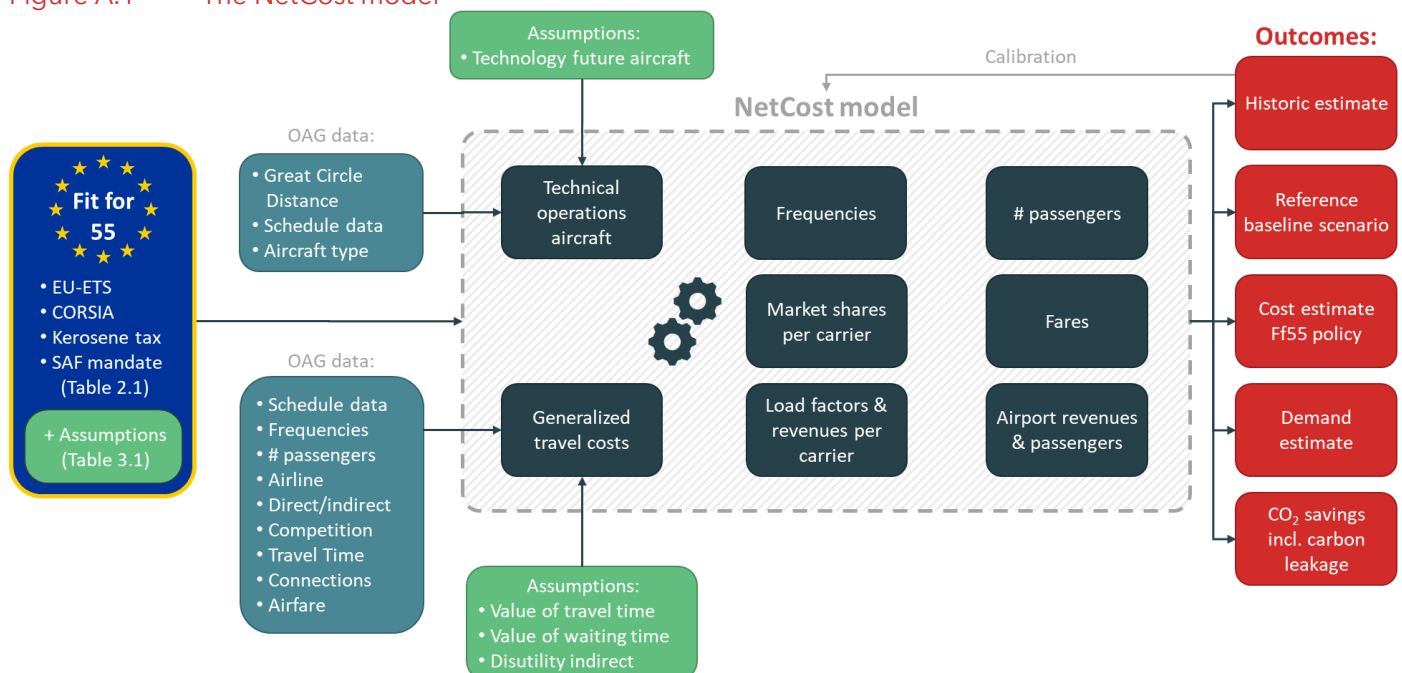 Figure A.1 The NetCost model
Assumptions:
• Technology future aircraft
Outcomes:
Calibration
NetCost model
Historic estimate
OAG data:
• Great Circle
Distance
• Schedule data
• Aircraft type
Fit for
55
• EU-ETS
• CORSIA
• Kerosene tax
• SAF mandate
(Table 2.1)
+ Assumptions
(Table 3.1)
Technical
operations
aircraft
Frequencies
# passengers
Reference
baseline scenario
Market shares
per carrier
Fares
Cost estimate
Ff55 policy
OAG data:
• Schedule data
• Frequencies
• # passengers
• Airline
• Direct/indirect
• Competition
• Travel Time
• Connections
• Airfare
Generalized
travel costs
Load factors &
revenues per
carrier
Airport revenues
& passengers
Demand
estimate
CO₂ savings
incl. carbon
leakage
Assumptions:
• Value of travel time
• Value of waiting time
• Disutility indirect